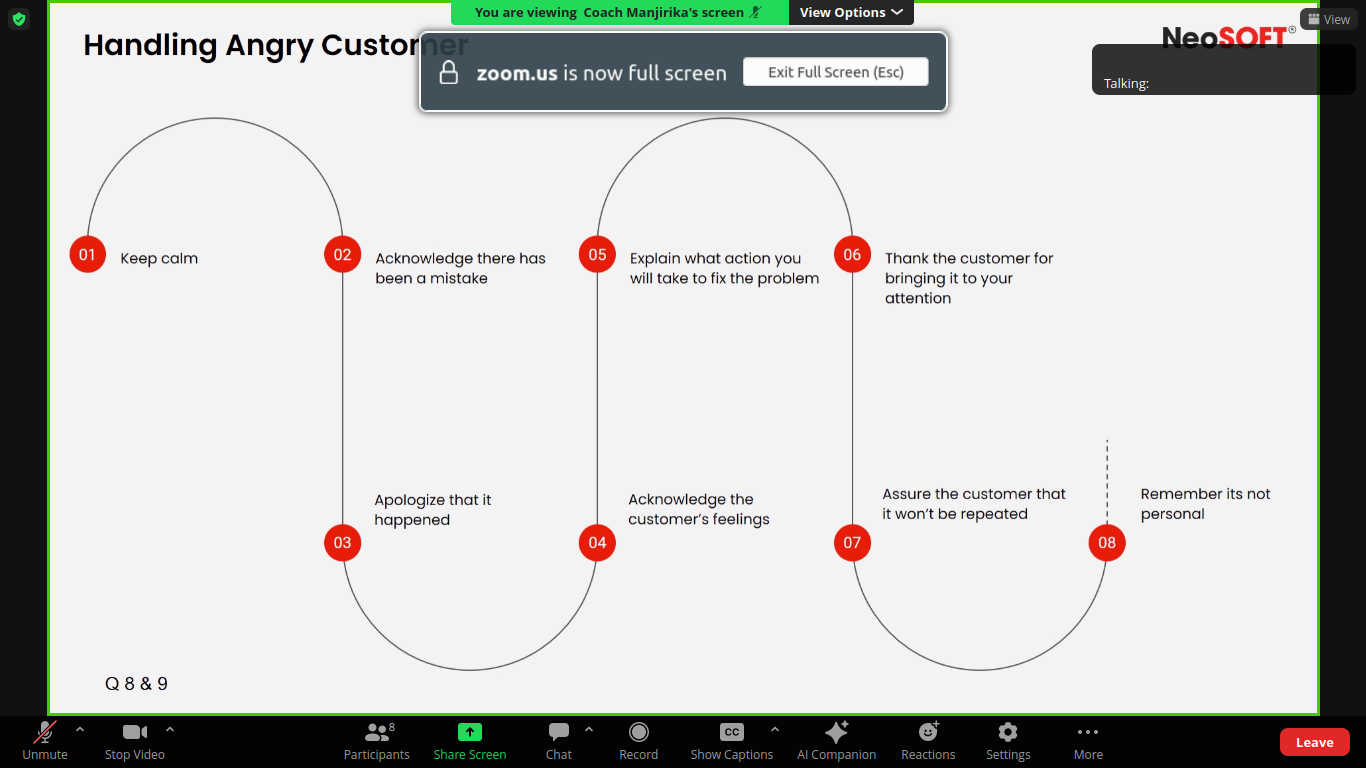 You are viewing Coach Manjirika's screen
View Options
View
Handling Angry Customer
NeoSOFT®
zoom.us is now full screen
Exit Full Screen (Esc)
Talking:
01
Keep calm
02
Acknowledge there has
been a mistake
05
Explain what action you
will take to fix the problem
06
Thank the customer for
bringing it to your
attention
Apologize that it
happened
03
Acknowledge the
customer's feelings
04
Assure the customer that
it won't be repeated
07
Remember its not
personal
08
Q 8 & 9
Unmute
Stop Video
8
Participants
Share Screen
Chat
Record
CC
Show Captions
AI Companion
Reactions
Settings
More
Leave